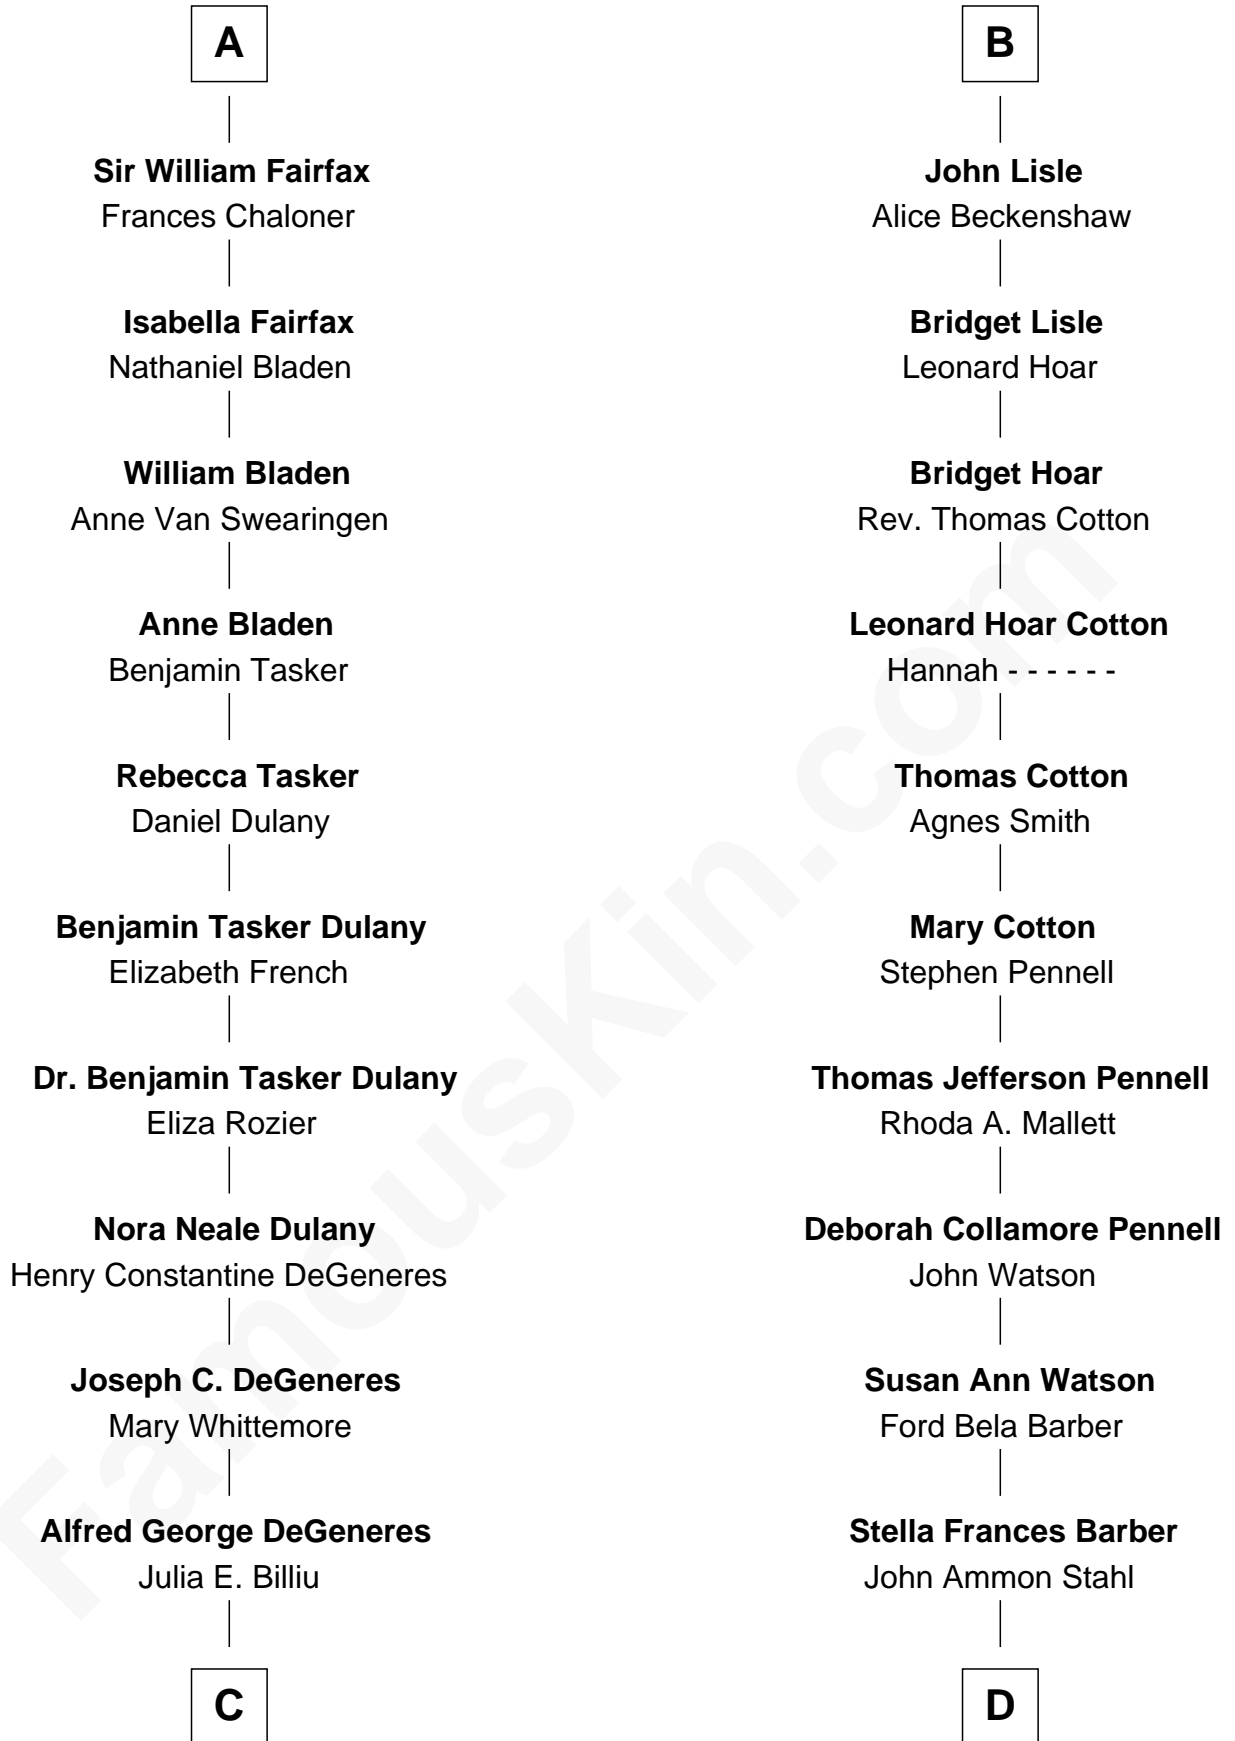 A
Sir William Fairfax
Frances Chaloner
Isabella Fairfax
Nathaniel Bladen
William Bladen
Anne Van Swearingen
Anne Bladen
Benjamin Tasker
Rebecca Tasker
Daniel Dulany
Benjamin Tasker Dulany
Elizabeth French
Dr. Benjamin Tasker Dulany
Eliza Rozier
Nora Neale Dulany
Henry Constantine DeGeneres
Joseph C. DeGeneres
Mary Whittemore
Alfred George DeGeneres
Julia E. Billiu
C
B
John Lisle
Alice Beckenshaw
Bridget Lisle
Leonard Hoar
Bridget Hoar
Rev. Thomas Cotton
Leonard Hoar Cotton
Hannah - - - - - -
Thomas Cotton
Agnes Smith
Mary Cotton
Stephen Pennell
Thomas Jefferson Pennell
Rhoda A. Mallett
Deborah Collamore Pennell
John Watson
Susan Ann Watson
Ford Bela Barber
Stella Frances Barber
John Ammon Stahl
D
FamousKin.com